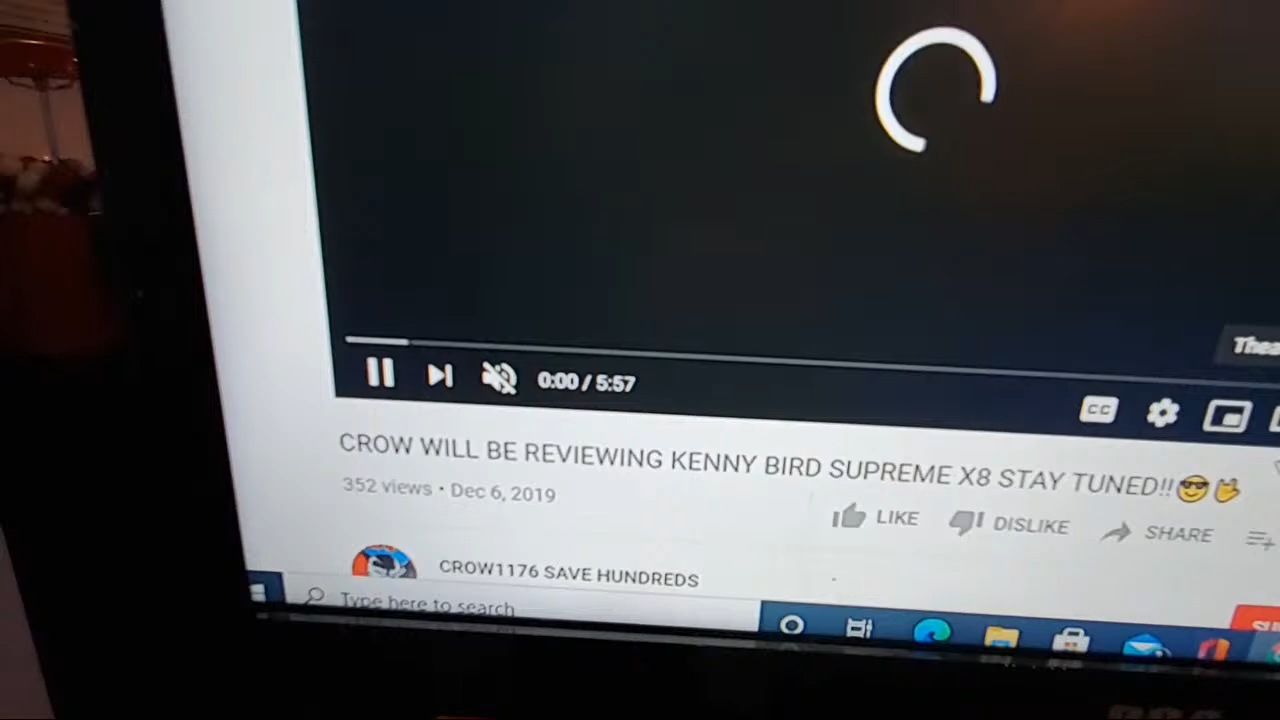 Thea
0:00 / 5:57
CC
CROW WILL BE REVIEWING KENNY BIRD SUPREME X8 STAY TUNED!!😎🤟
352 views • Dec 6, 2019
LIKE DISLIKE SHARE
CROW1176 SAVE HUNDREDS
Type here to search